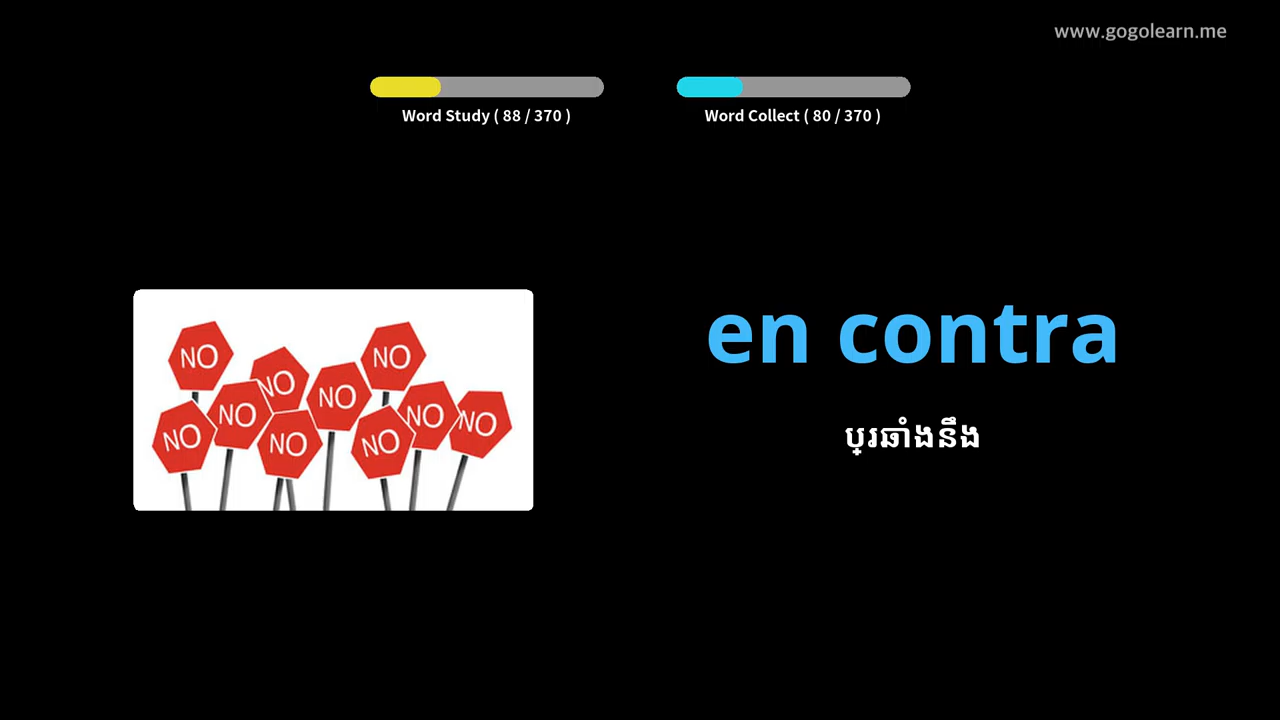 www.gogolearn.me
Word Study ( 88 / 370 )
Word Collect ( 80 / 370 )
en contra
ប្រឆាំងនឹង
NO
NO
NO
NO
NO
NO
NO
NO
NO
NO